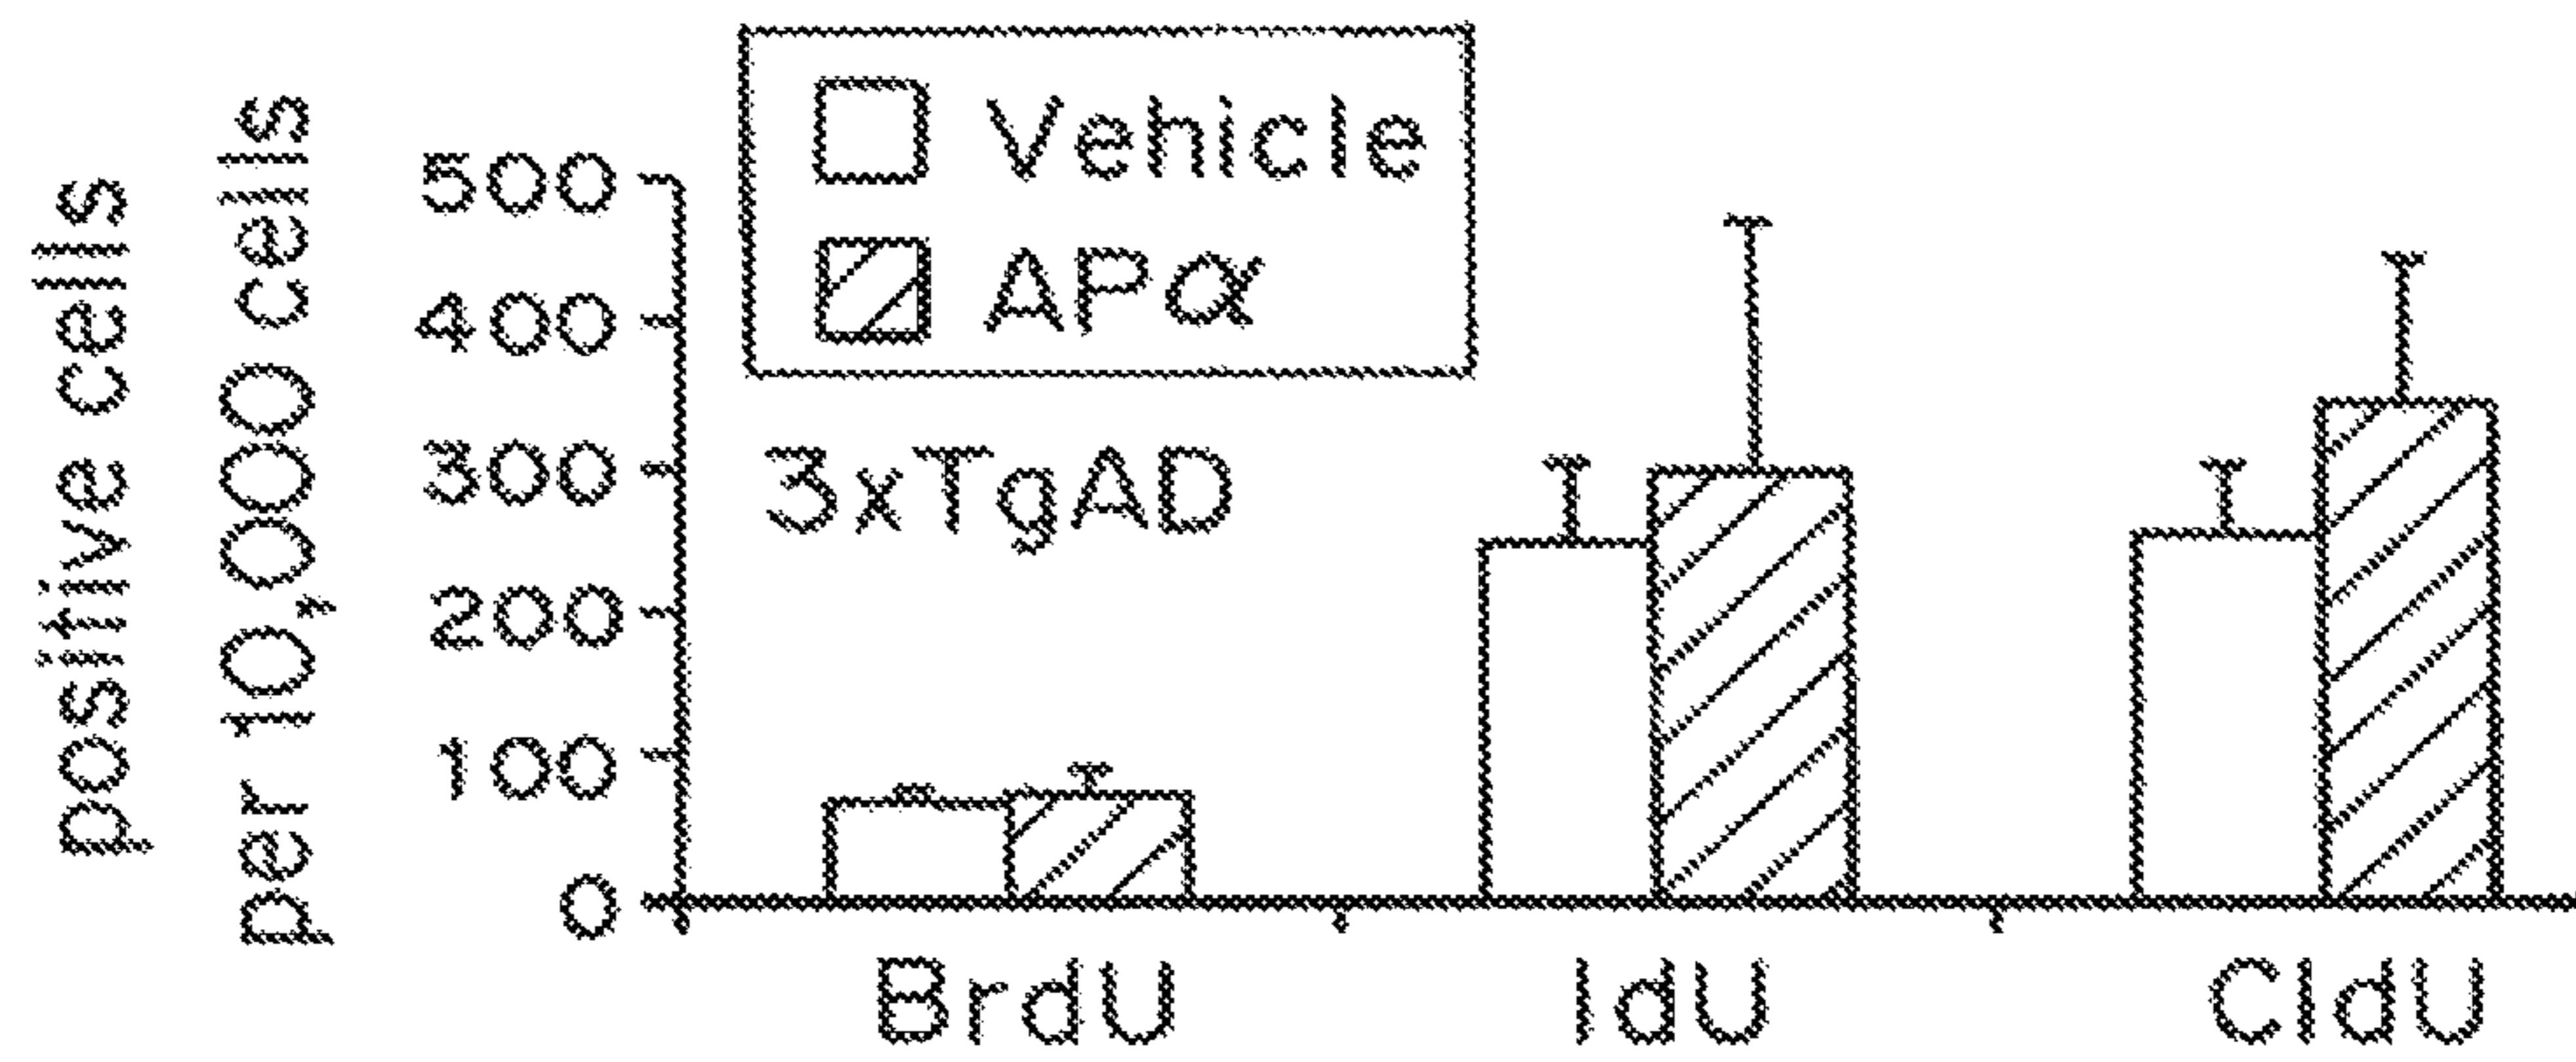 positive cells
per 10,000 cells
500
400
300
200
100
0
Vehicle
APα
3xTgAD
BrdU
IdU
CldU